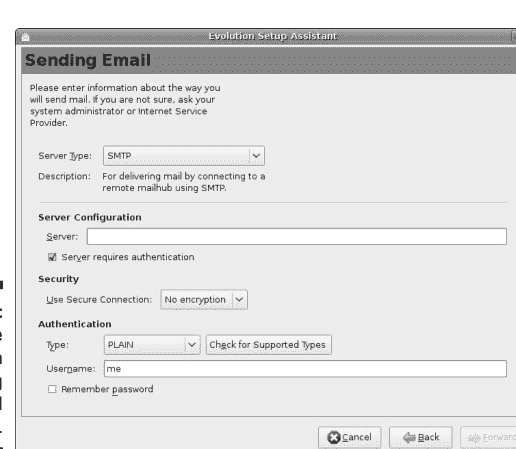 Evolution Setup Assistant
Sending Email
Please enter information about the way you
will send mail. If you are not sure, ask your
system administrator or Internet Service
Provider.
Server Type: SMTP
Description: For delivering mail by connecting to a
remote mailhub using SMTP.
Server Configuration
Server:
Server requires authentication
Security
Use Secure Connection: No encryption
Authentication
Type: PLAIN Check for Supported Types
Username: me
Remember password
Cancel Back Forward